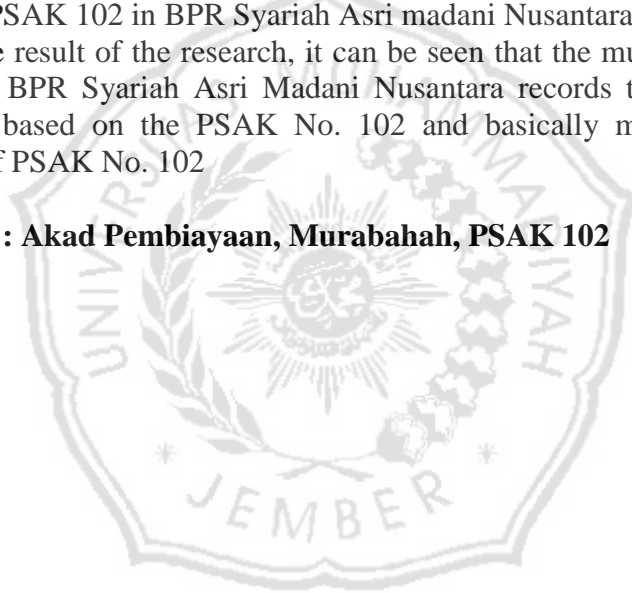 PSAK 102 in BPR Syariah Asri madani Nusantara
e result of the research, it can be seen that the mu
BPR Syariah Asri Madani Nusantara records t
based on the PSAK No. 102 and basically m
f PSAK No. 102
: Akad Pembiayaan, Murabahah, PSAK 102
UNIVERSITAS MUHAMMADIYAH
JEMBER